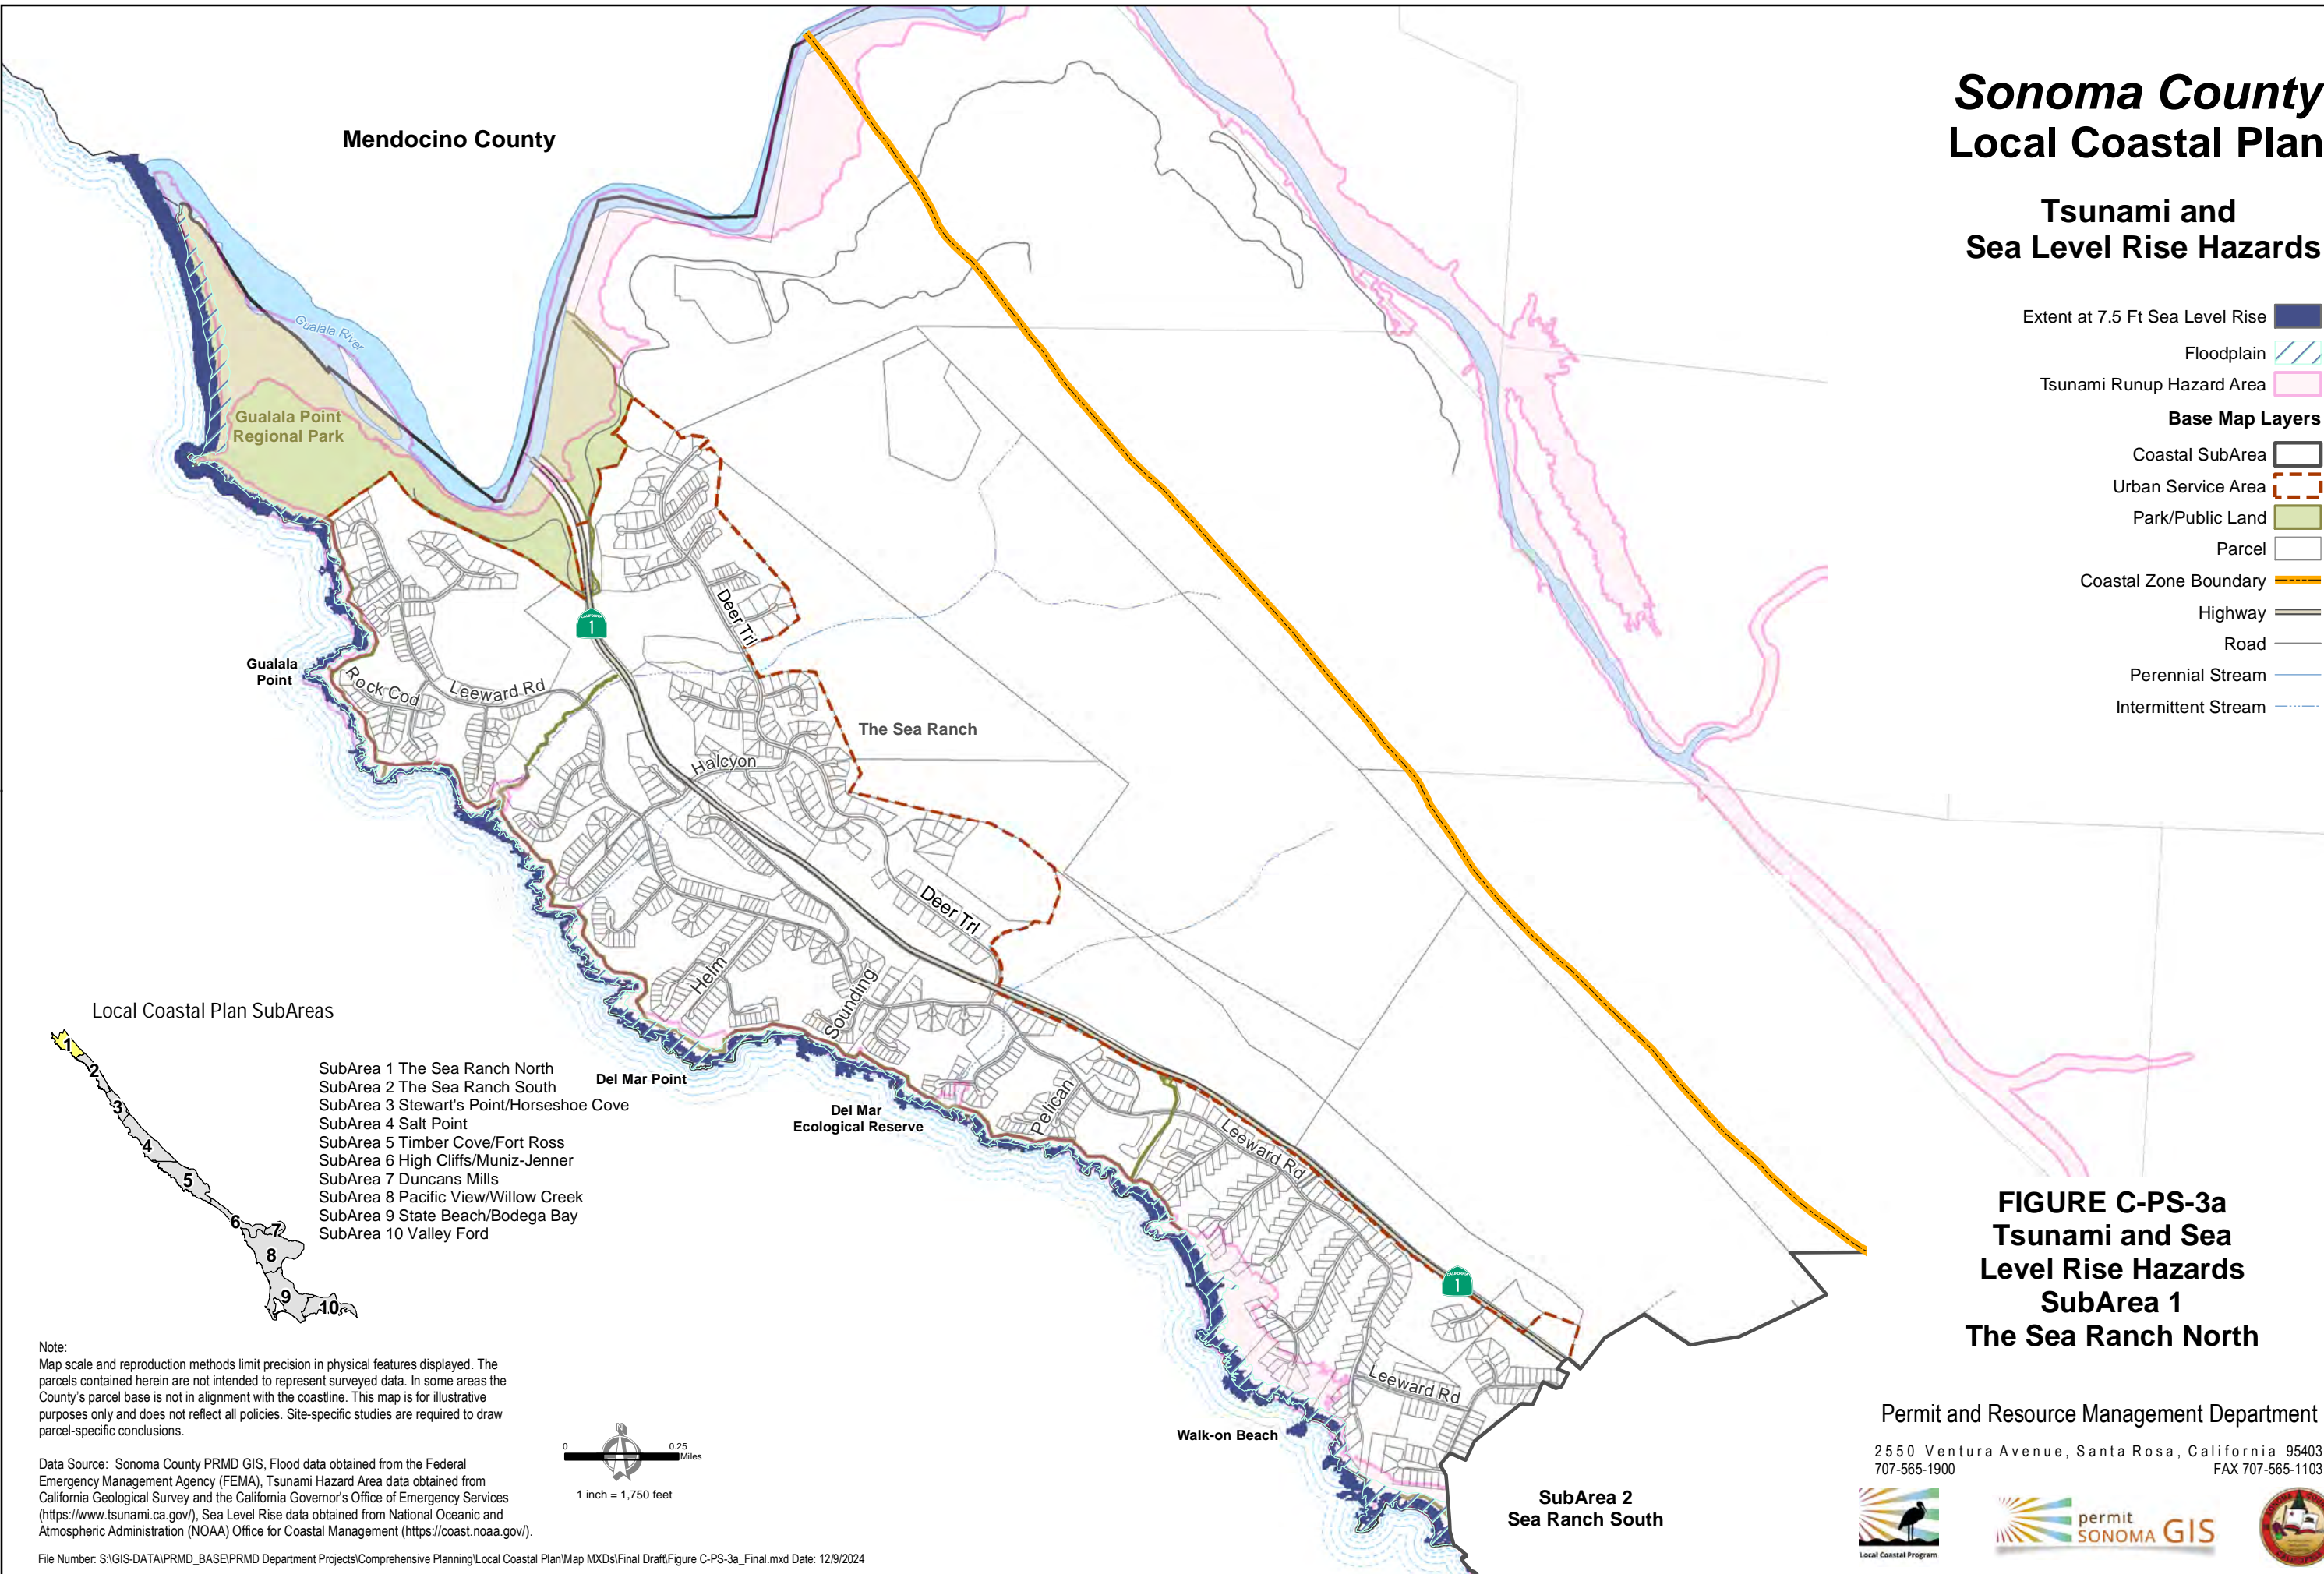 Sonoma County
Local Coastal Plan
Tsunami and
Sea Level Rise Hazards
Extent at 7.5 Ft Sea Level Rise
Floodplain
Tsunami Runup Hazard Area
Base Map Layers
Coastal SubArea
Urban Service Area
Park/Public Land
Parcel
Coastal Zone Boundary
Highway
Road
Perennial Stream
Intermittent Stream
Mendocino County
Gualala River
Gualala Point
Regional Park
Deer Trl
CALIFORNIA
1
Gualala
Point
Rock Cod
Leeward Rd
The Sea Ranch
Halcyon
Deer Trl
Helm
Sounding
Del Mar Point
Del Mar
Ecological Reserve
Pelican
Leeward Rd
CALIFORNIA
1
Leeward Rd
Walk-on Beach
SubArea 2
Sea Ranch South
Local Coastal Plan SubAreas
1
2
3
4
5
6
7
8
9
10
SubArea 1 The Sea Ranch North
SubArea 2 The Sea Ranch South
SubArea 3 Stewart's Point/Horseshoe Cove
SubArea 4 Salt Point
SubArea 5 Timber Cove/Fort Ross
SubArea 6 High Cliffs/Muniz-Jenner
SubArea 7 Duncans Mills
SubArea 8 Pacific View/Willow Creek
SubArea 9 State Beach/Bodega Bay
SubArea 10 Valley Ford
Note:
Map scale and reproduction methods limit precision in physical features displayed. The
parcels contained herein are not intended to represent surveyed data. In some areas the
County's parcel base is not in alignment with the coastline. This map is for illustrative
purposes only and does not reflect all policies. Site-specific studies are required to draw
parcel-specific conclusions.
Data Source: Sonoma County PRMD GIS, Flood data obtained from the Federal
Emergency Management Agency (FEMA), Tsunami Hazard Area data obtained from
California Geological Survey and the California Governor's Office of Emergency Services
(https://www.tsunami.ca.gov/), Sea Level Rise data obtained from National Oceanic and
Atmospheric Administration (NOAA) Office for Coastal Management (https://coast.noaa.gov/).
File Number: S:\GIS-DATA\PRMD_BASE\PRMD Department Projects\Comprehensive Planning\Local Coastal Plan\Map MXDs\Final Draft\Figure C-PS-3a_Final.mxd Date: 12/9/2024
0 0.25
Miles
1 inch = 1,750 feet
FIGURE C-PS-3a
Tsunami and Sea
Level Rise Hazards
SubArea 1
The Sea Ranch North
Permit and Resource Management Department
2550 Ventura Avenue, Santa Rosa, California 95403
707-565-1900 FAX 707-565-1103
Local Coastal Program
permit
SONOMA GIS